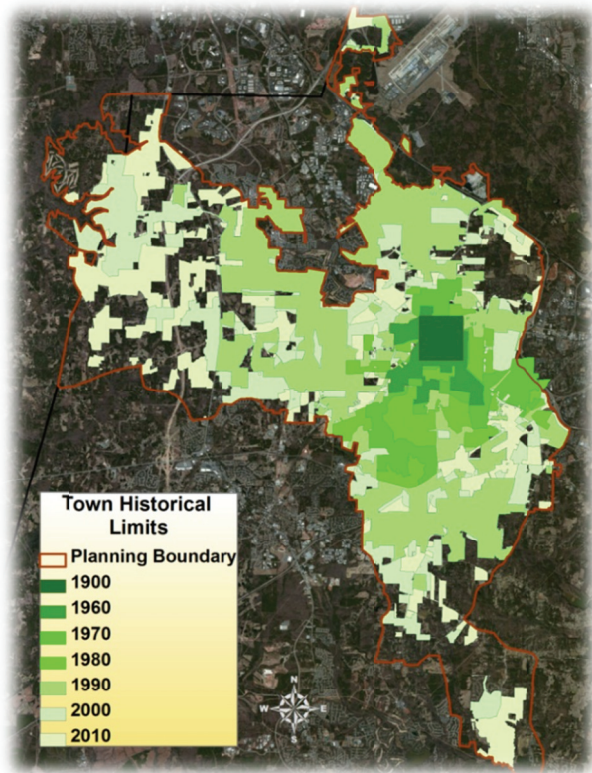 Town Historical
Limits
Planning Boundary
1900
1960
1970
1980
1990
2000
2010
N
W E
S